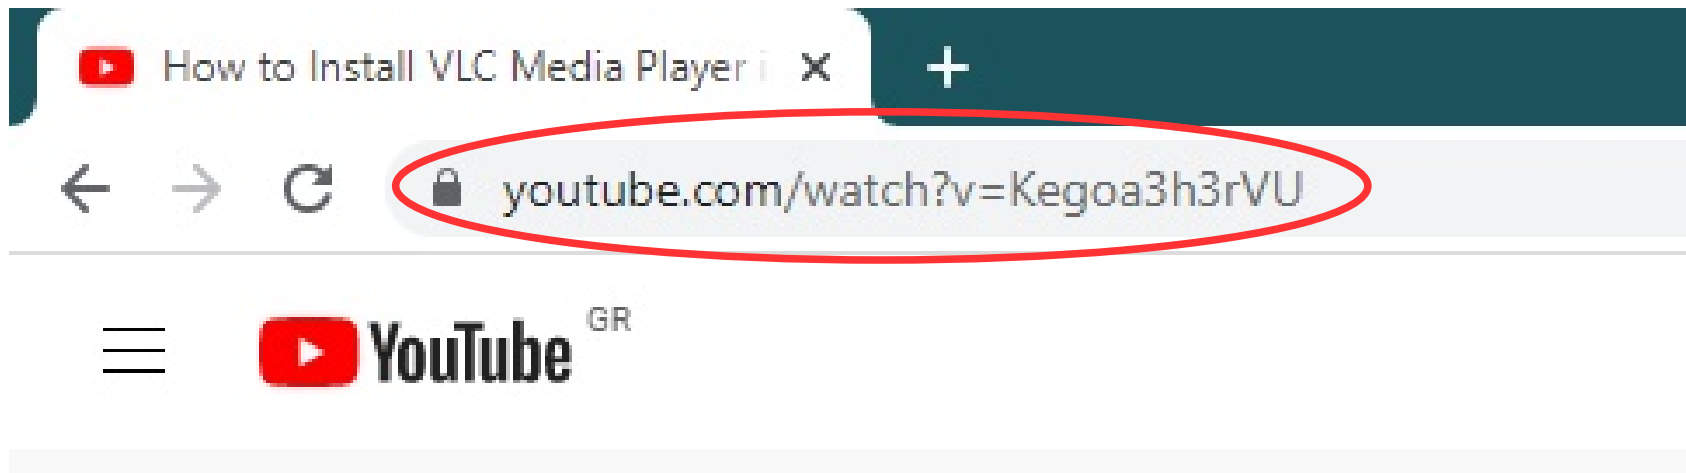 How to Install VLC Media Player
youtube.com/watch?v=Kegoa3h3rVU
YouTube GR